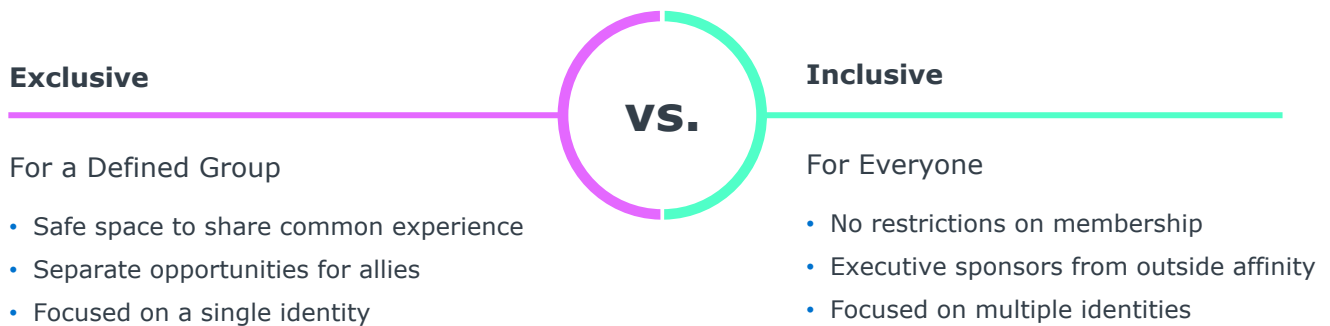 Exclusive
For a Defined Group
• Safe space to share common experience
• Separate opportunities for allies
• Focused on a single identity
vs.
Inclusive
For Everyone
• No restrictions on membership
• Executive sponsors from outside affinity
• Focused on multiple identities